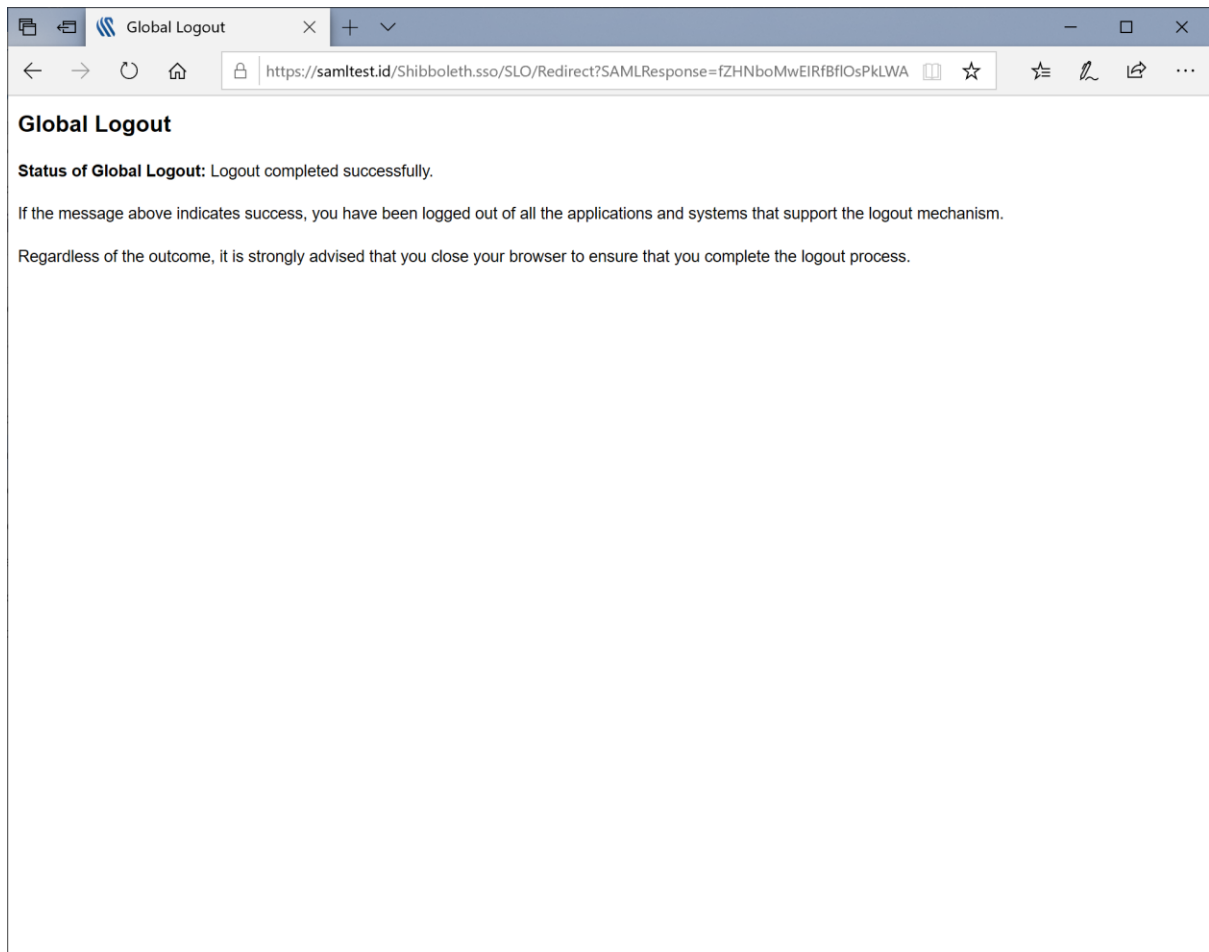 Global Logout
https://samltest.id/Shibboleth.sso/SLO/Redirect?SAMLResponse=fZHNboMwEIRfBflOsPkLWA
Global Logout
Status of Global Logout: Logout completed successfully.
If the message above indicates success, you have been logged out of all the applications and systems that support the logout mechanism.
Regardless of the outcome, it is strongly advised that you close your browser to ensure that you complete the logout process.